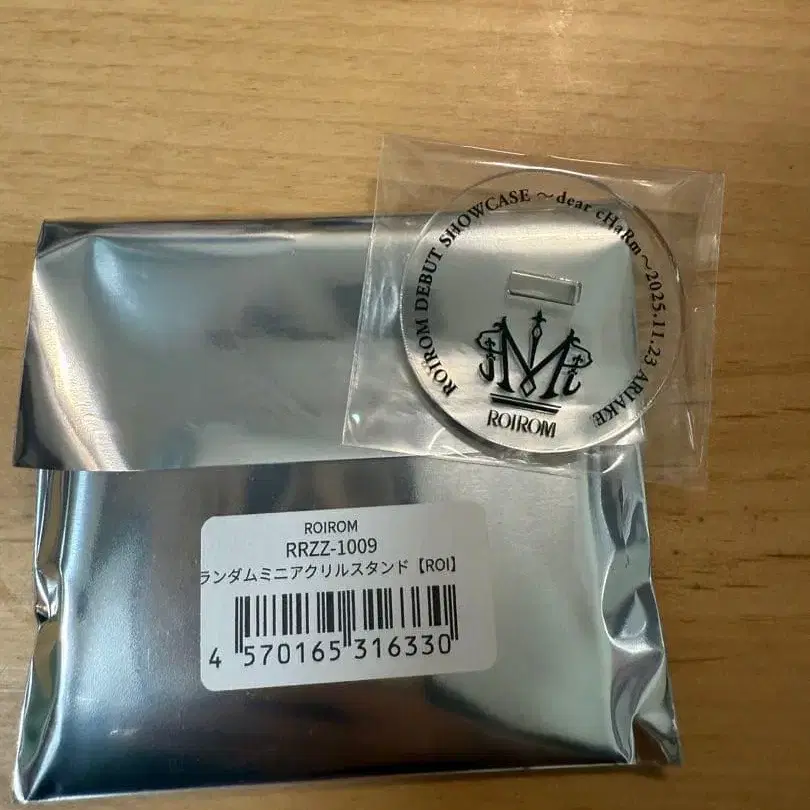 ROIROM DEBUT SHOWCASE ～dear cHaRm～2025.11.23 ARIAKE
ROIROM
ROIROM
RRZZ-1009
ランダムミニアクリルスタンド【ROI】
4 570165 316330